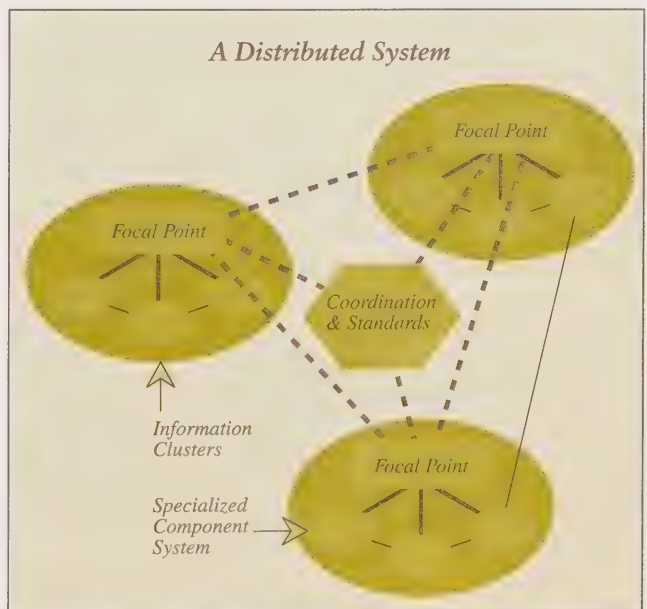 A Distributed System
Focal Point
Focal Point
Coordination
& Standards
Information
Clusters
Focal Point
Specialized
Component
System